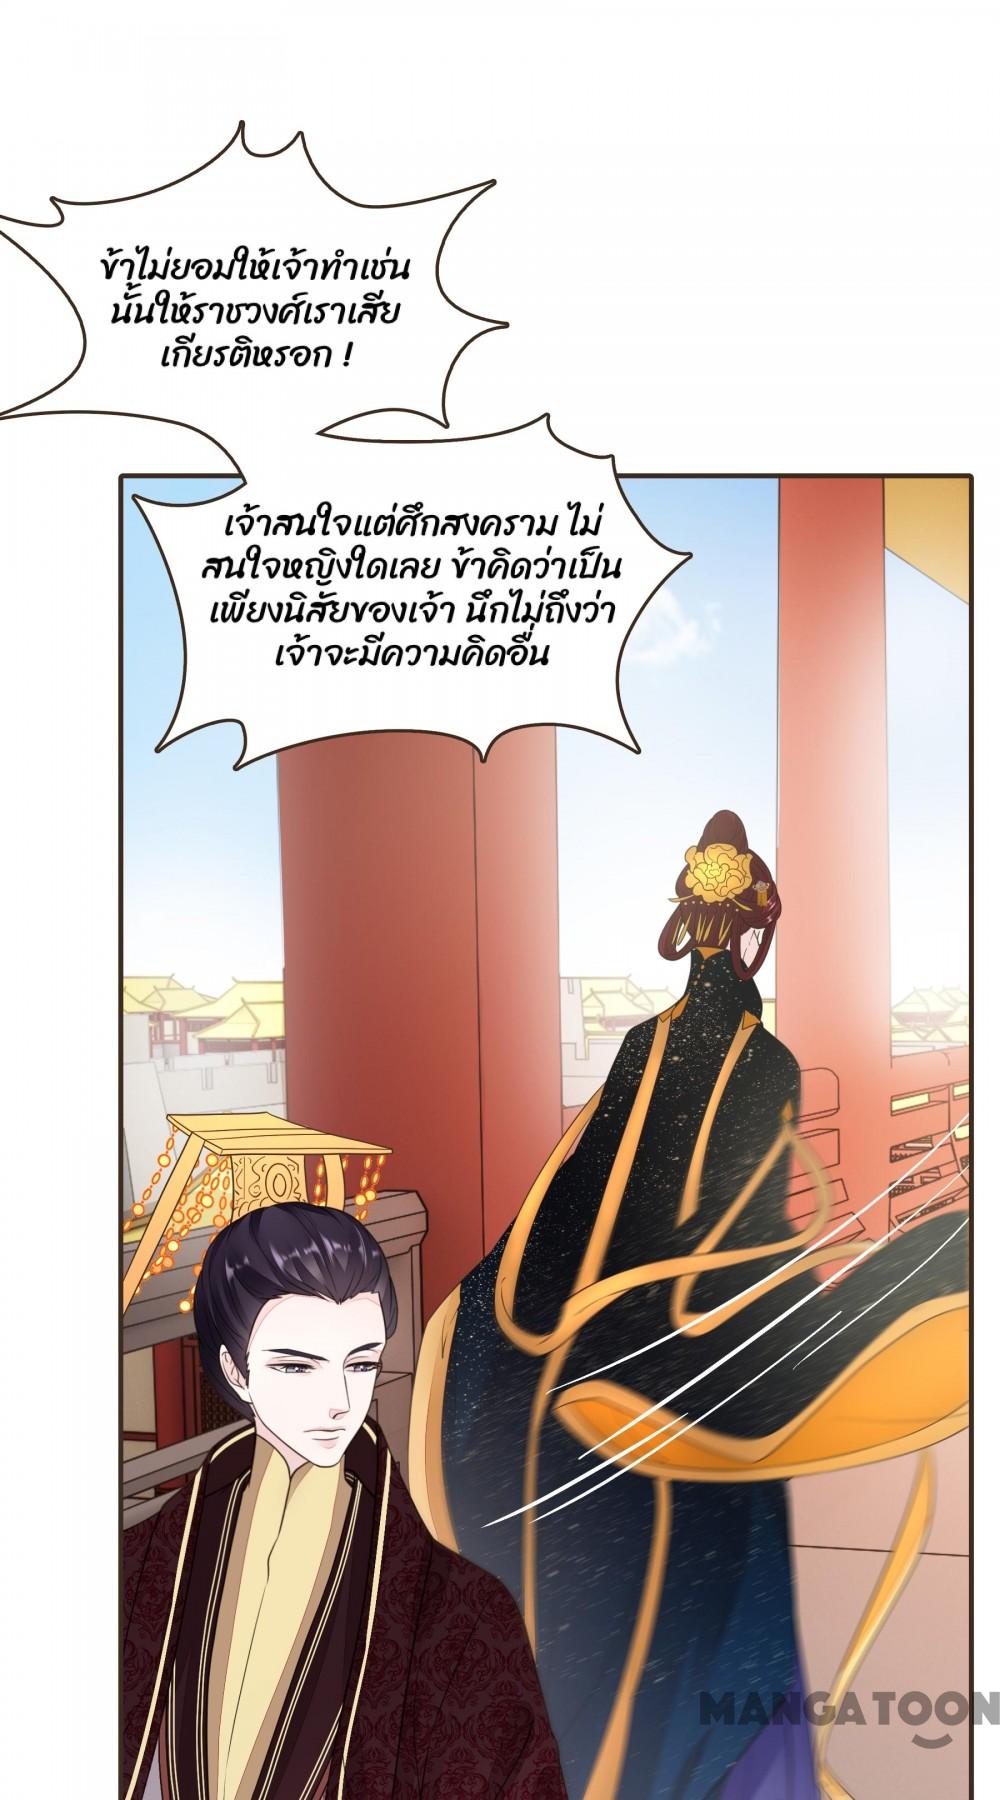 ข้าไม่ยอมให้เจ้าทำเช่น
นั้นให้ราชวงศ์เราเสีย
เกียรติหรอก !
เจ้าสนใจแต่ศึกสงคราม ไม่
สนใจหญิงใดเลย ข้าคิดว่าเป็น
เพียงนิสัยของเจ้า นึกไม่ถึงว่า
เจ้าจะมีความคิดอื่น
MANGATOON